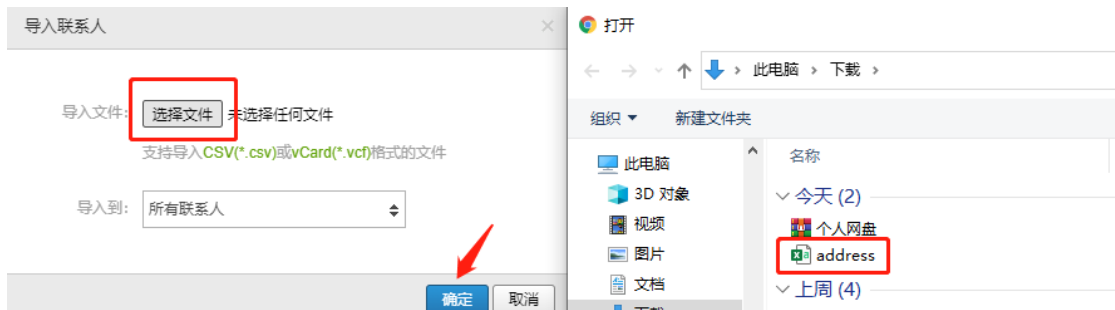 导入联系人
导入文件: 选择文件 未选择任何文件
支持导入CSV(*.csv)或vCard(*.vcf)格式的文件
导入到: 所有联系人
确定 取消
打开
此电脑 › 下载 ›
组织 新建文件夹
此电脑
3D 对象
视频
图片
文档
名称
今天 (2)
个人网盘
address
上周 (4)